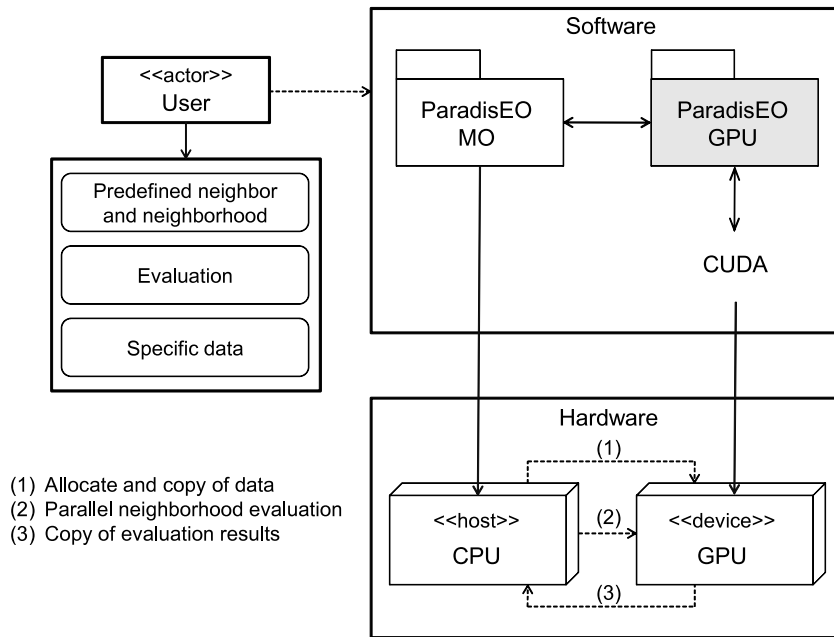 Software
<<actor>>
User
ParadisEO
MO
ParadisEO
GPU
Predefined neighbor
and neighborhood
Evaluation
Specific data
CUDA
Hardware
(1)
(1) Allocate and copy of data
(2) Parallel neighborhood evaluation
(3) Copy of evaluation results
<<host>>
CPU
(2)
<<device>>
GPU
(3)